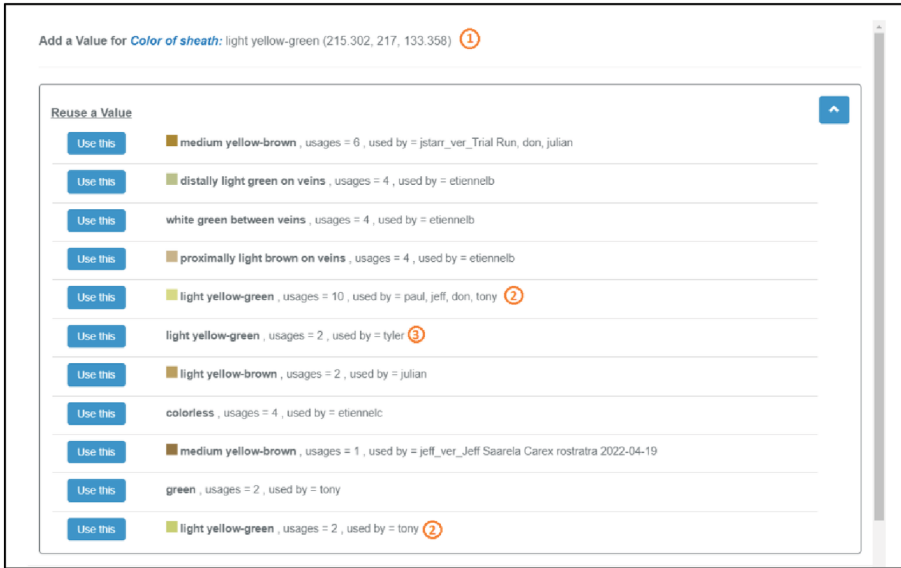 Add a Value for Color of sheath: light yellow-green (215.302, 217, 133.358) 1
Reuse a Value
Use this medium yellow-brown , usages = 6 , used by = jstarr_ver_Trial Run, don, julian
Use this distally light green on veins , usages = 4 , used by = etiennelb
Use this white green between veins , usages = 4 , used by = etiennelb
Use this proximally light brown on veins , usages = 4 , used by = etiennelb
Use this light yellow-green , usages = 10 , used by = paul, jeff, don, tony 2
Use this light yellow-green , usages = 2 , used by = tyler 3
Use this light yellow-brown , usages = 2 , used by = julian
Use this colorless , usages = 4 , used by = etiennelc
Use this medium yellow-brown , usages = 1 , used by = jeff_ver_Jeff Saarela Carex rostratra 2022-04-19
Use this green , usages = 2 , used by = tony
Use this light yellow-green , usages = 2 , used by = tony 2